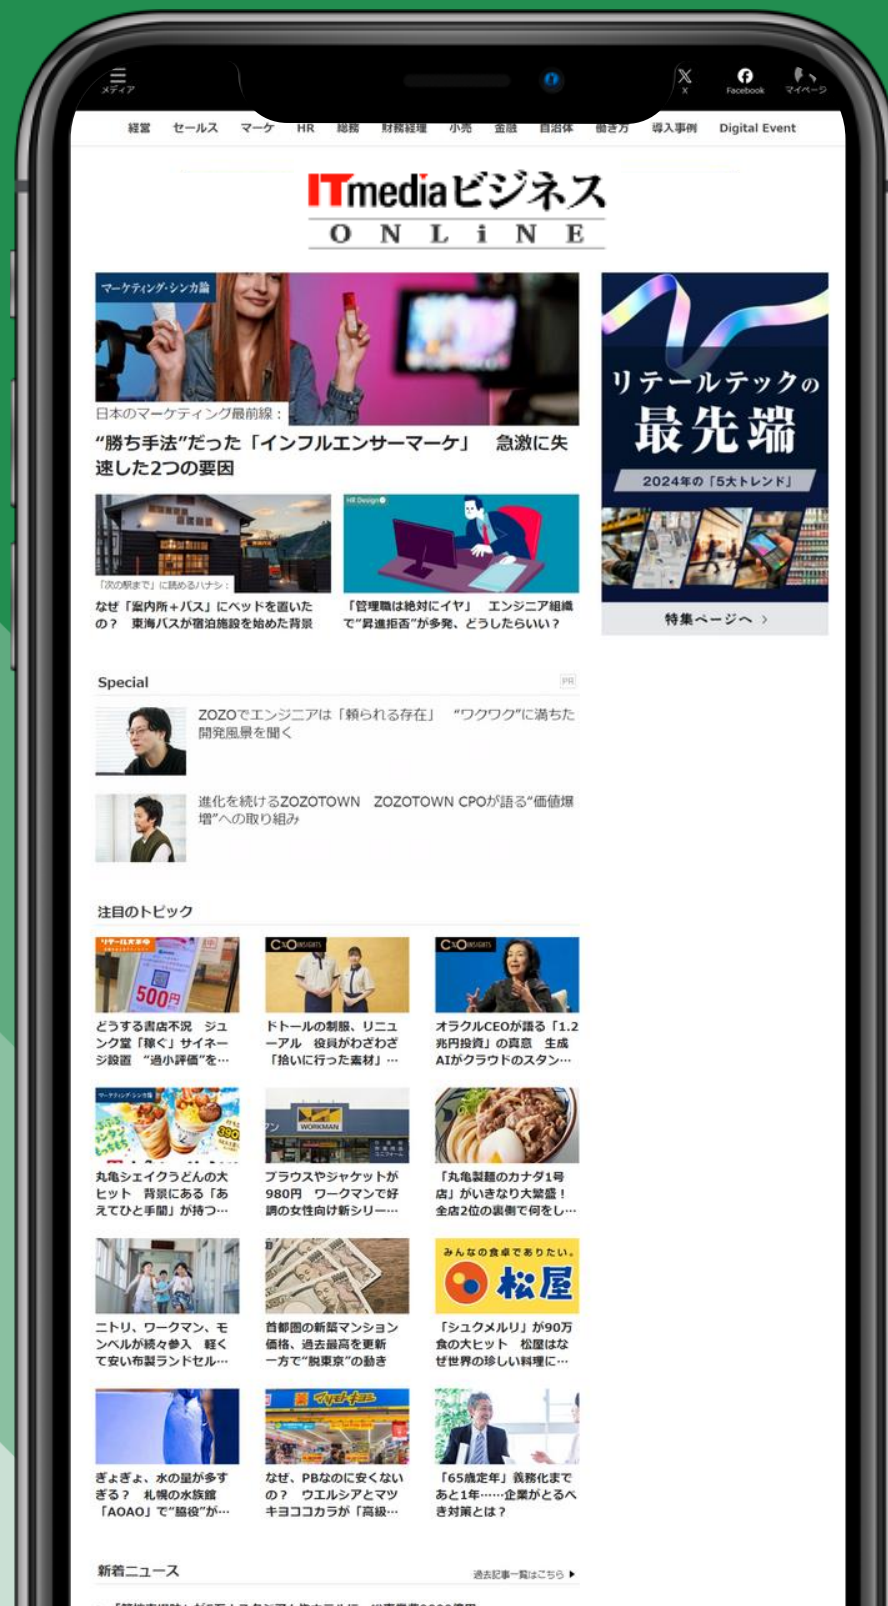 メディア
X
Facebook
マイページ
経営 セールス マーケ HR 総務 財務経理 小売 金融 自治体 働き方 導入事例 Digital Event
ITmediaビジネス
ONLiNE
マーケティング・シンカ論
日本のマーケティング最前線：
“勝ち手法”だった「インフルエンサーマーケ」 急激に失
速した2つの要因
リテールテックの
最先端
2024年の「5大トレンド」
特集ページへ
「次の駅まで」に読めるハナシ：
なぜ「案内所＋バス」にベッドを置いた
の？ 東海バスが宿泊施設を始めた背景
HR Design
「管理職は絶対にイヤ」 エンジニア組織
で“昇進拒否”が多発、どうしたらいい？
Special
PR
ZOZOでエンジニアは「頼られる存在」 “ワクワク”に満ちた
開発風景を聞く
進化を続けるZOZOTOWN ZOZOTOWN CPOが語る“価値爆
増”への取り組み
注目のトピック
リテール大革命
500円
どうする書店不況 ジュ
ンク堂「稼ぐ」サイネー
ジ設置 “過小評価”を…
CXO INSIGHTS
ドトールの制服、リニュ
ーアル 役員がわざわざ
「拾いに行った素材」…
CXO INSIGHTS
オラクルCEOが語る「1.2
兆円投資」の真意 生成
AIがクラウドのスタン…
マーケティング・シンカ論
390
丸亀シェイクうどんの大
ヒット 背景にある「あ
えてひと手間」が持つ…
WORKMAN
ブラウスやジャケットが
980円 ワークマンで好
調の女性向け新シリー…
「丸亀製麺のカナダ1号
店」がいきなり大繁盛！
全店2位の裏側で何をし…
ニトリ、ワークマン、モ
ンベルが続々参入 軽く
て安い布製ランドセル…
首都圏の新築マンション
価格、過去最高を更新
一方で“脱東京”の動き
みんなの食卓でありたい。
松屋
「シュクメルリ」が90万
食の大ヒット 松屋はな
ぜ世界の珍しい料理に…
ぎょぎょ、水の量が多す
ぎる？ 札幌の水族館
「AOAO」で“脇役”が…
薬 マツモトキヨシ
なぜ、PBなのに安くない
の？ ウエルシアとマツ
キヨココカラが「高級…
「65歳定年」義務化まで
あと1年……企業がとるべ
き対策とは？
新着ニュース
過去記事一覧はこちら